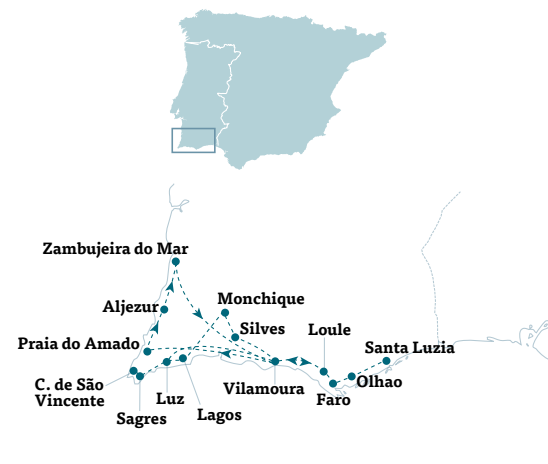 Zambujeira do Mar
Monchique
Aljezur
Silves
Loule
Praia do Amado
Santa Luzia
C. de São
Vincente
Vilamoura
Olhao
Luz
Faro
Sagres
Lagos